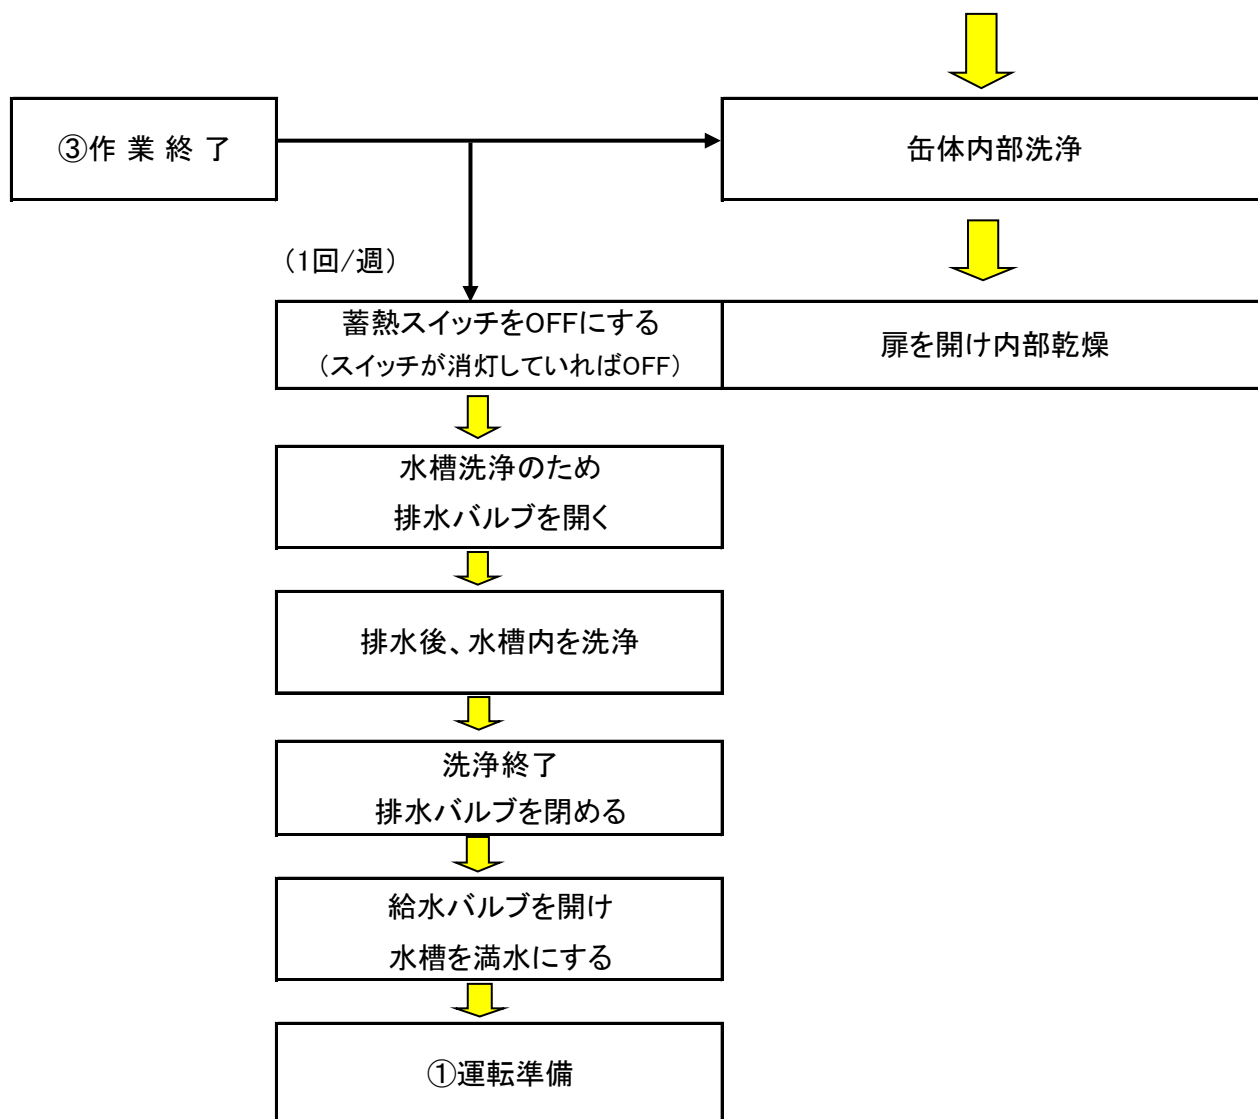 ③作 業 終 了
缶体内部洗浄
（1回/週）
蓄熱スイッチをOFFにする
（スイッチが消灯していればOFF）
扉を開け内部乾燥
水槽洗浄のため
排水バルブを開く
排水後、水槽内を洗浄
洗浄終了
排水バルブを閉める
給水バルブを開け
水槽を満水にする
①運転準備